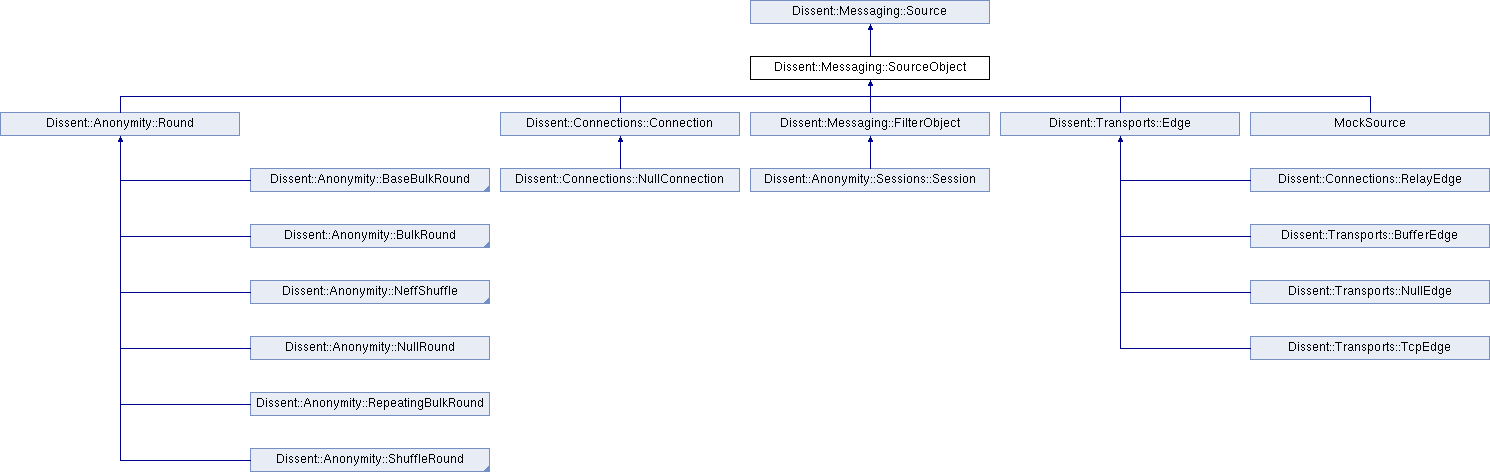 Dissent::Messaging::Source
Dissent::Messaging::SourceObject
Dissent::Anonymity::Round
Dissent::Connections::Connection
Dissent::Messaging::FilterObject
Dissent::Transports::Edge
MockSource
Dissent::Anonymity::BaseBulkRound
Dissent::Connections::NullConnection
Dissent::Anonymity::Sessions::Session
Dissent::Connections::RelayEdge
Dissent::Anonymity::BulkRound
Dissent::Transports::BufferEdge
Dissent::Anonymity::NeffShuffle
Dissent::Transports::NullEdge
Dissent::Anonymity::NullRound
Dissent::Transports::TcpEdge
Dissent::Anonymity::RepeatingBulkRound
Dissent::Anonymity::ShuffleRound